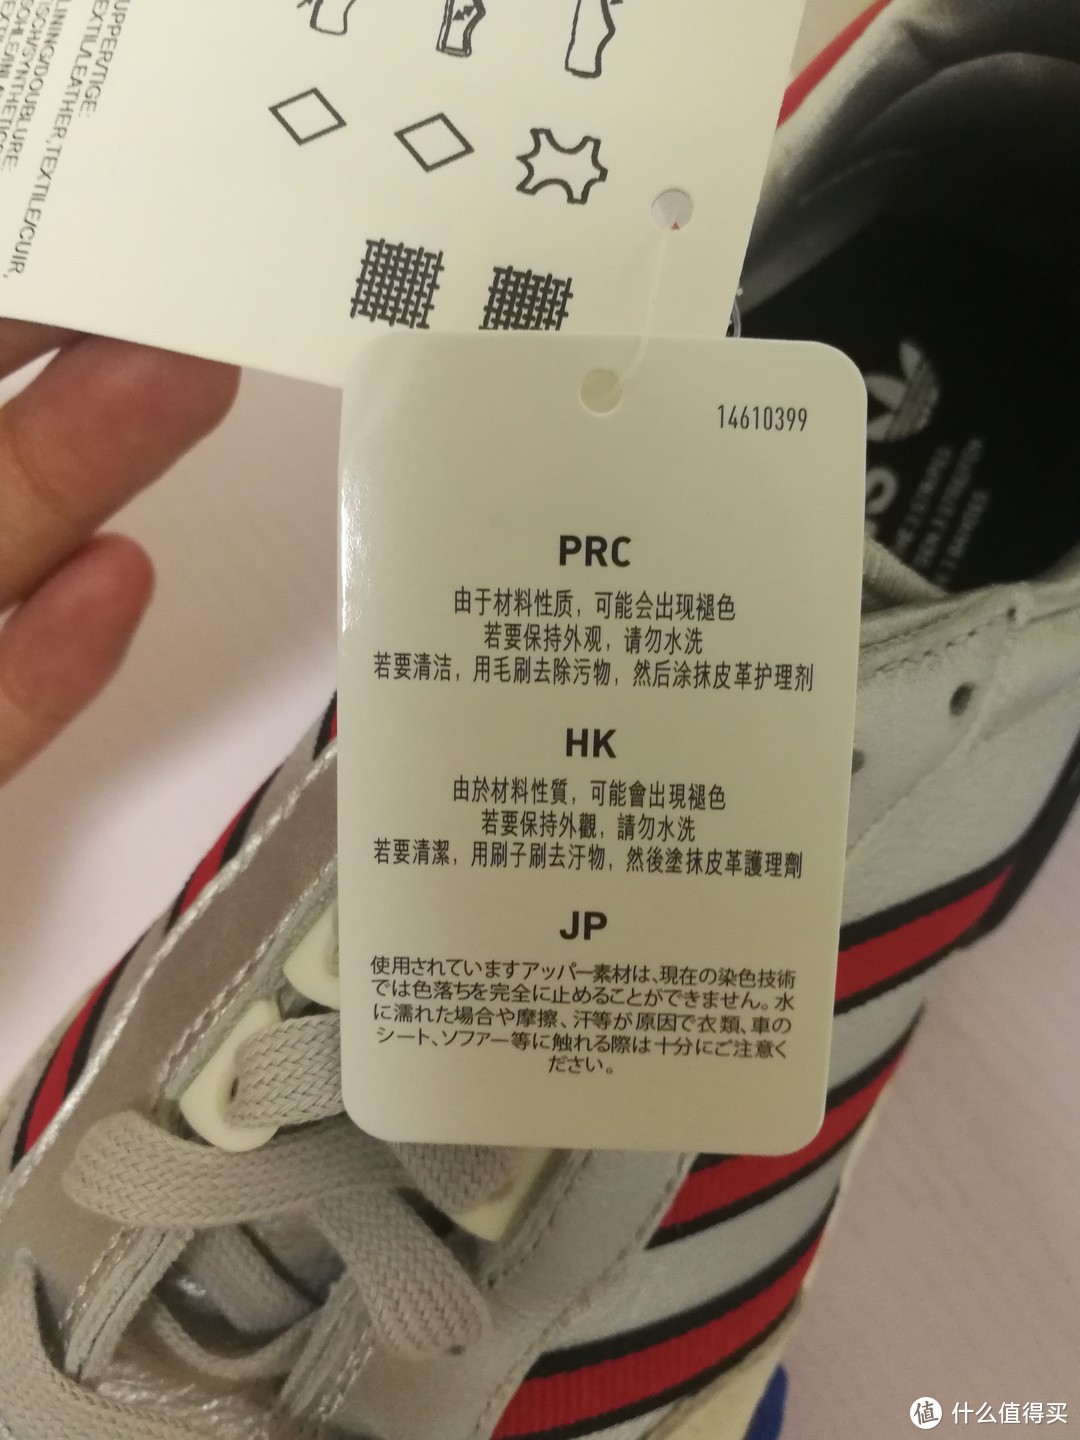 UPPER/TIGE:
TEXTIL/LEATHER,TEXTILE/CUIR,
LINING/DOUBLURE:
14610399
PRC
由于材料性质，可能会出现褪色
若要保持外观，请勿水洗
若要清洁，用毛刷去除污物，然后涂抹皮革护理剂
HK
由於材料性質，可能會出現褪色
若要保持外觀，請勿水洗
若要清潔，用刷子刷去汙物，然後塗抹皮革護理劑
JP
使用されていますアッパー素材は、現在の染色技術
では色落ちを完全に止めることができません。水
に濡れた場合や摩擦、汗等が原因で衣類、車の
シート、ソファー等に触れる際は十分にご注意く
ださい。
值 什么值得买